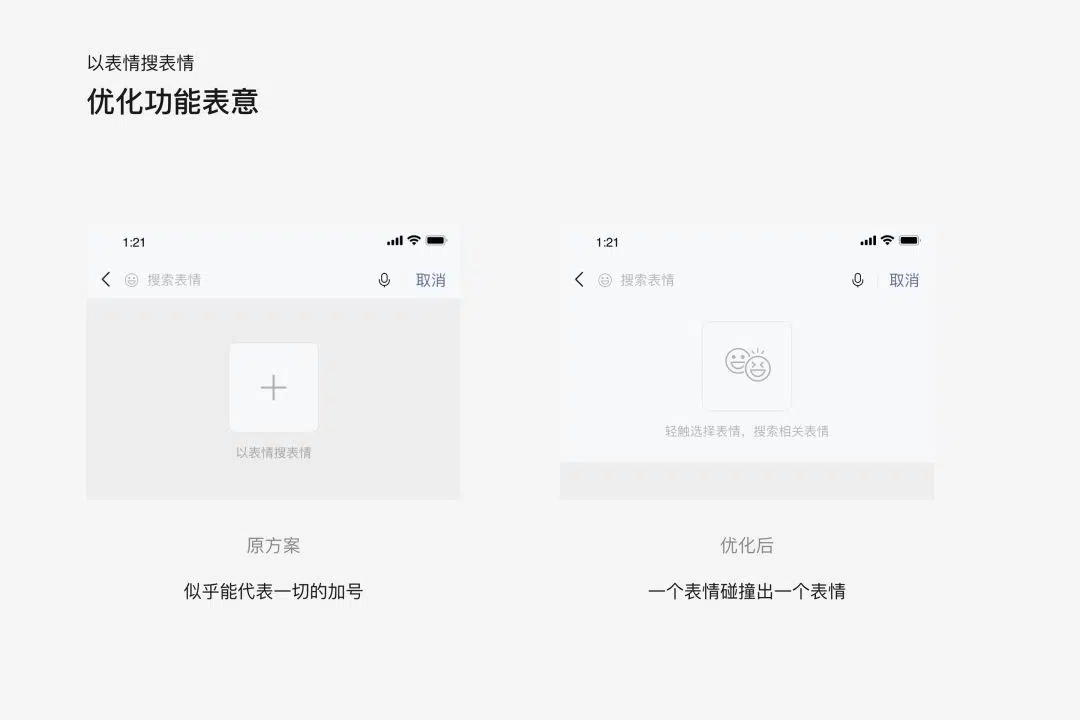 以表情搜表情
优化功能表意
1:21
搜索表情
取消
以表情搜表情
原方案
似乎能代表一切的加号
1:21
搜索表情
取消
轻触选择表情，搜索相关表情
优化后
一个表情碰撞出一个表情